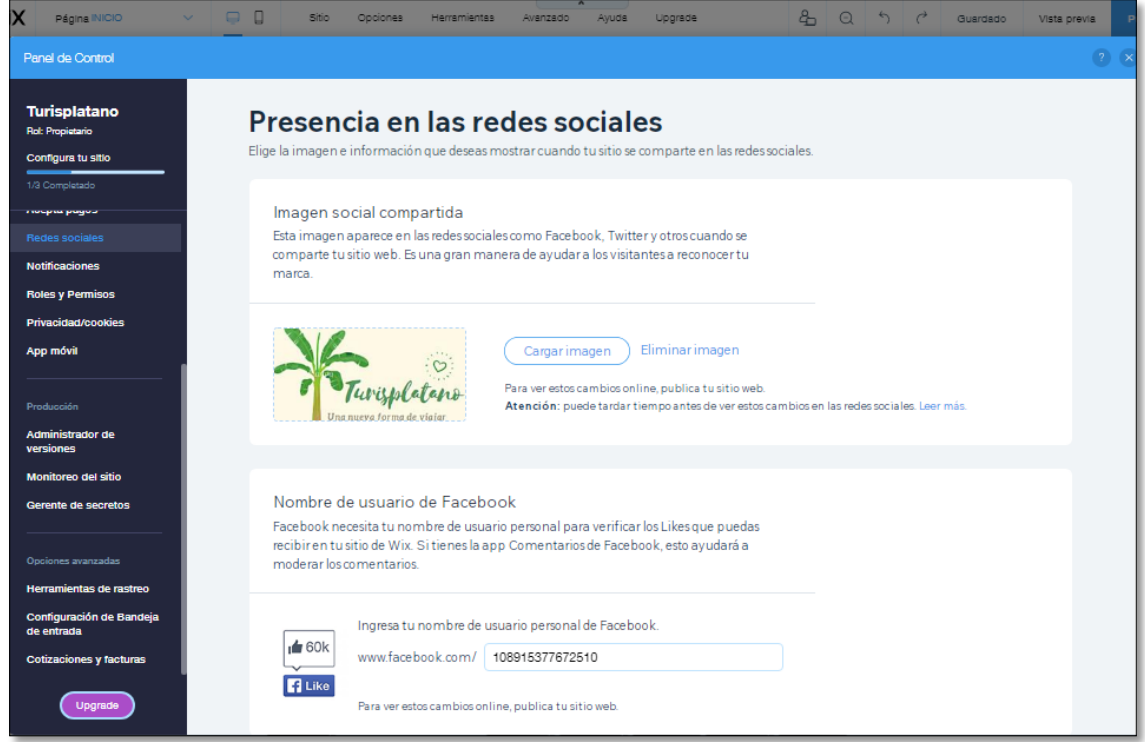 X
Página INICIO
Sitio
Opciones
Herramientas
Avanzado
Ayuda
Upgrade
Guardado
Vista previa
P
Panel de Control
?
Turisplatano
Rol: Propietario
Configura tu sitio
1/3 Completado
Acepta pagos
Redes sociales
Notificaciones
Roles y Permisos
Privacidad/cookies
App móvil
Producción
Administrador de
versiones
Monitoreo del sitio
Gerente de secretos
Opciones avanzadas
Herramientas de rastreo
Configuración de Bandeja
de entrada
Cotizaciones y facturas
Upgrade
Presencia en las redes sociales
Elige la imagen e información que deseas mostrar cuando tu sitio se comparte en las redes sociales.
Imagen social compartida
Esta imagen aparece en las redes sociales como Facebook, Twitter y otros cuando se
comparte tu sitio web. Es una gran manera de ayudar a los visitantes a reconocer tu
marca.
Turisplatano
Una nueva forma de viajar
Cargar imagen
Eliminar imagen
Para ver estos cambios online, publica tu sitio web.
Atención: puede tardar tiempo antes de ver estos cambios en las redes sociales. Leer más.
Nombre de usuario de Facebook
Facebook necesita tu nombre de usuario personal para verificar los Likes que puedas
recibir en tu sitio de Wix. Si tienes la app Comentarios de Facebook, esto ayudará a
moderar los comentarios.
60k
f Like
Ingresa tu nombre de usuario personal de Facebook.
www.facebook.com/ 108915377672510
Para ver estos cambios online, publica tu sitio web.